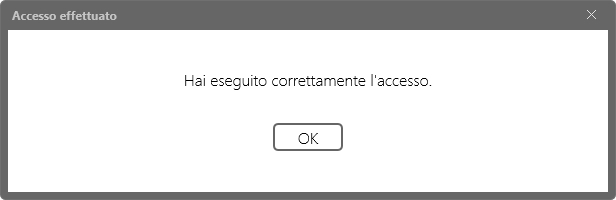 Accesso effettuato
Hai eseguito correttamente l'accesso.
OK